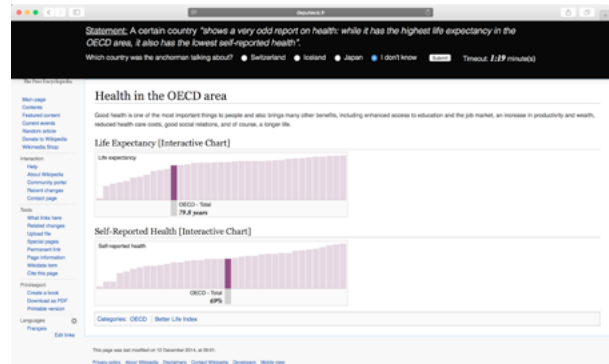 Statement: A certain country "shows a very odd report on health: while it has the highest life expectancy in the
OECD area, it also has the lowest self-reported health".
Which country was the anchorman talking about? Switzerland Iceland Japan I don't know Submit Timeout: 1:19 minute(s)
The Free Encyclopedia
Main page
Contents
Featured content
Current events
Random article
Donate to Wikipedia
Wikimedia Shop
Interaction
Help
About Wikipedia
Community portal
Recent changes
Contact page
Tools
What links here
Related changes
Upload file
Special pages
Permanent link
Page information
Wikidata item
Cite this page
Print/export
Create a book
Download as PDF
Printable version
Languages
Français
Edit links
Health in the OECD area
Good health is one of the most important things to people and also brings many other benefits, including enhanced access to education and the job market, an increase in productivity and wealth,
reduced health care costs, good social relations, and of course, a longer life.
Life Expectancy [Interactive Chart]
Life expectancy
OECD - Total
79.8 years
Self-Reported Health [Interactive Chart]
Self-reported health
OECD - Total
69%
Categories: OECD Better Life Index
This page was last modified on 10 December 2014, at 09:01.
Privacy policy About Wikipedia Disclaimers Contact Wikipedia Developers Mobile view